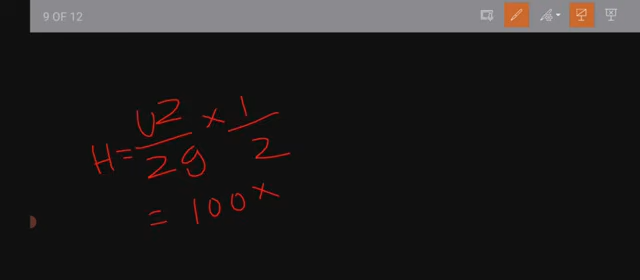 9 OF 12
H = U²/2g × 1/2
= 100×